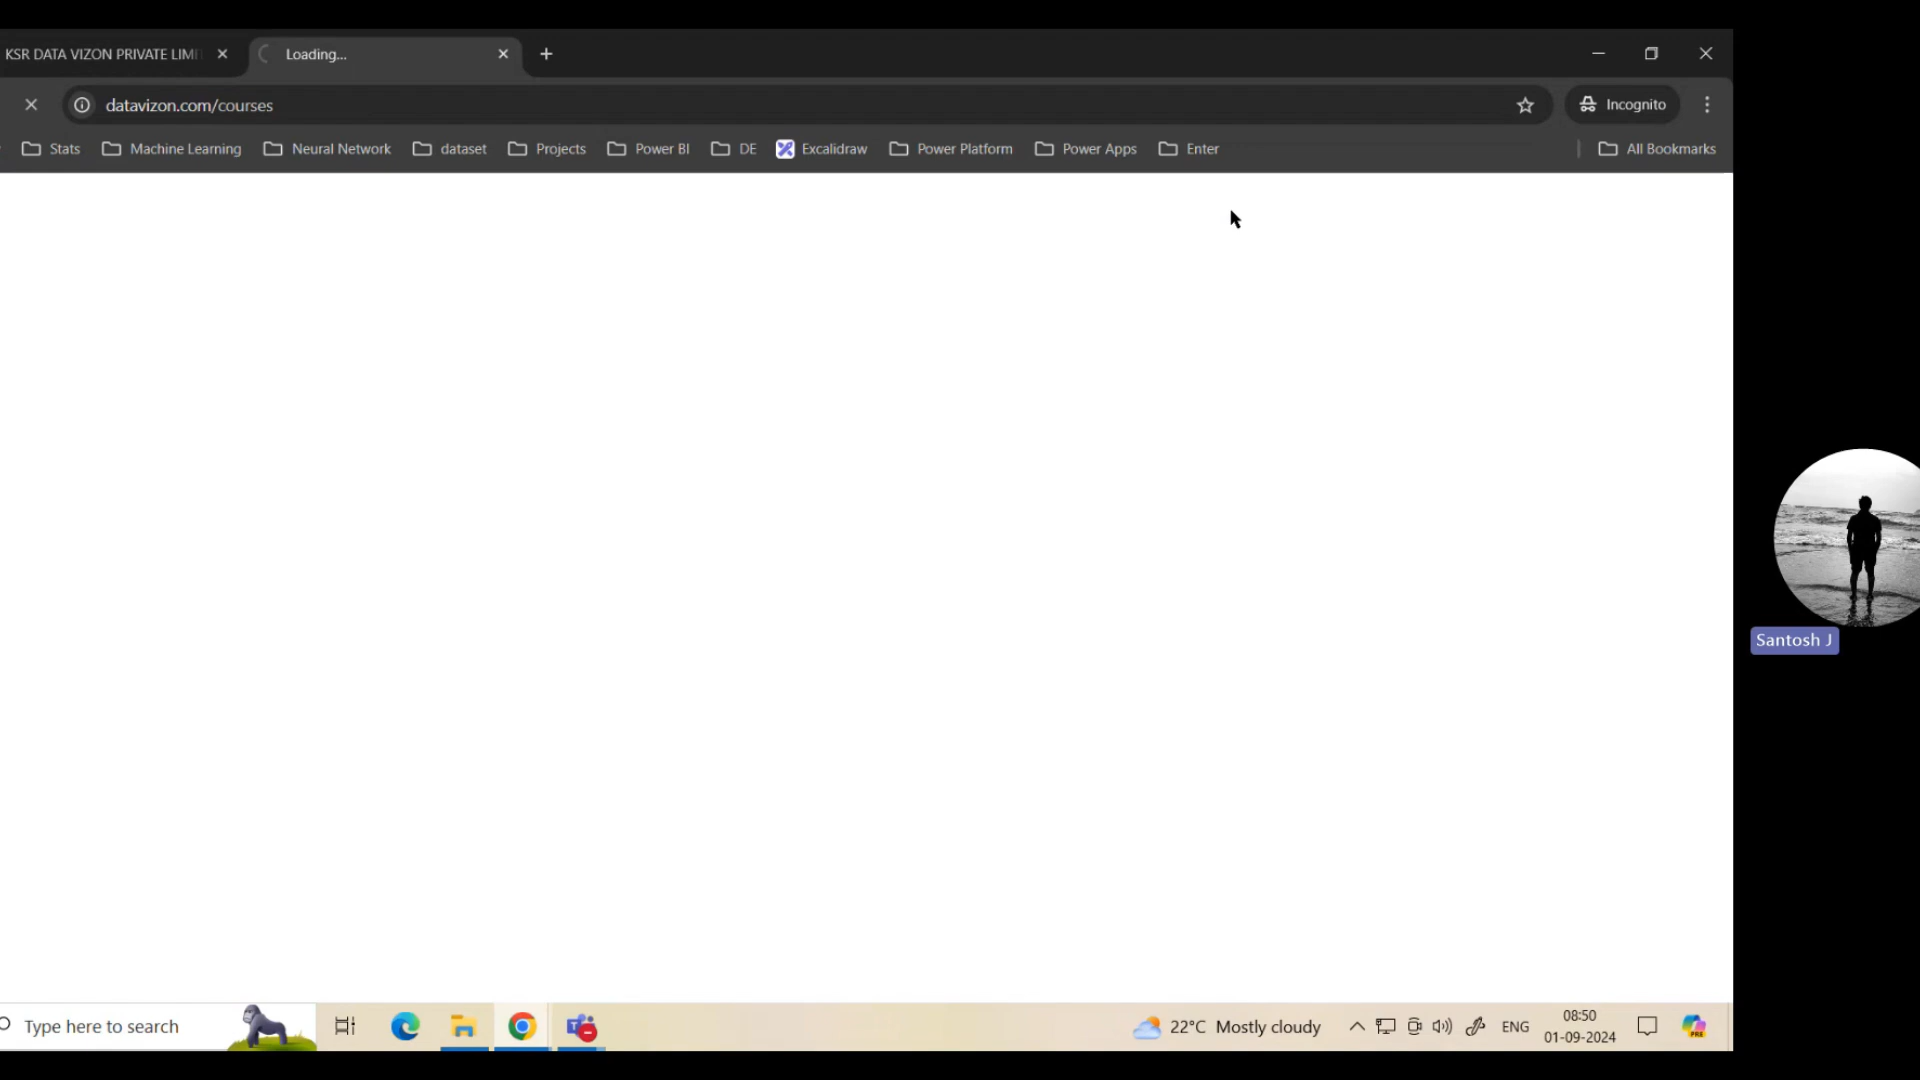 KSR DATA VIZON PRIVATE LIMI
Loading...
datavizon.com/courses
Incognito
Stats
Machine Learning
Neural Network
dataset
Projects
Power BI
DE
Excalidraw
Power Platform
Power Apps
Enter
All Bookmarks
Santosh J
Type here to search
22°C Mostly cloudy
ENG
08:50
01-09-2024
PRE